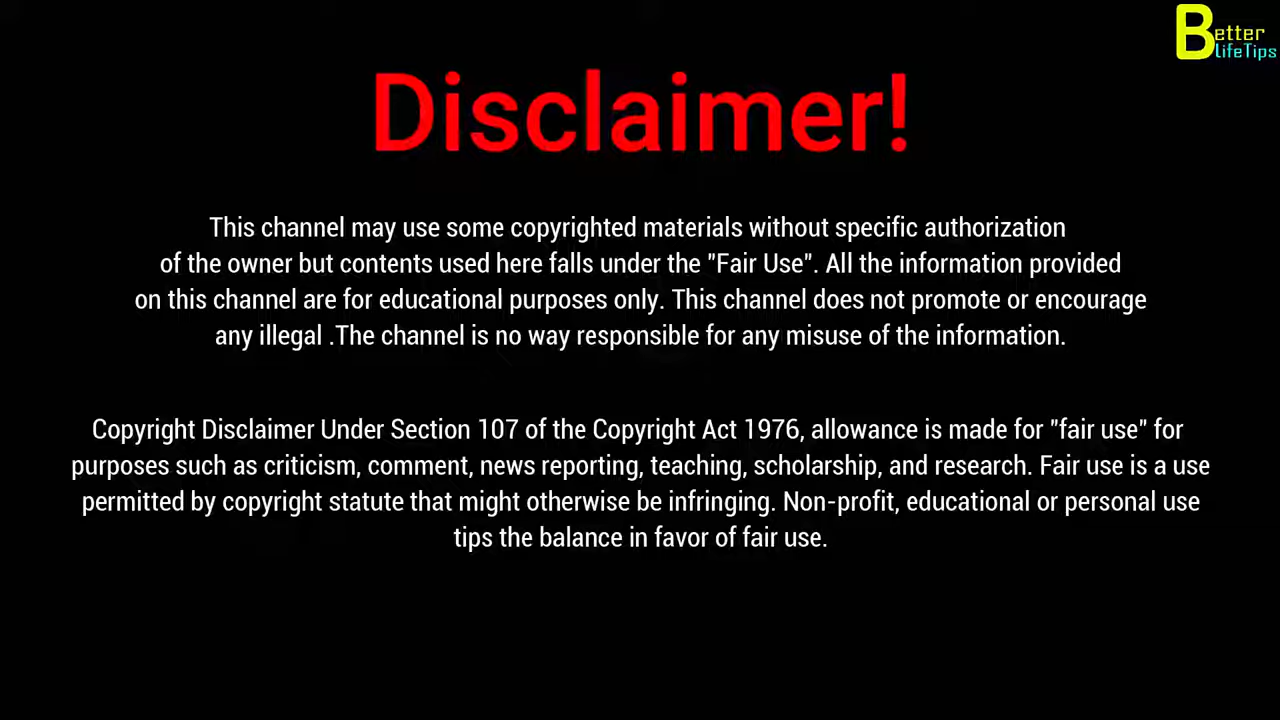 Better
lifeTips
Disclaimer!
This channel may use some copyrighted materials without specific authorization
of the owner but contents used here falls under the "Fair Use". All the information provided
on this channel are for educational purposes only. This channel does not promote or encourage
any illegal .The channel is no way responsible for any misuse of the information.
Copyright Disclaimer Under Section 107 of the Copyright Act 1976, allowance is made for "fair use" for
purposes such as criticism, comment, news reporting, teaching, scholarship, and research. Fair use is a use
permitted by copyright statute that might otherwise be infringing. Non-profit, educational or personal use
tips the balance in favor of fair use.